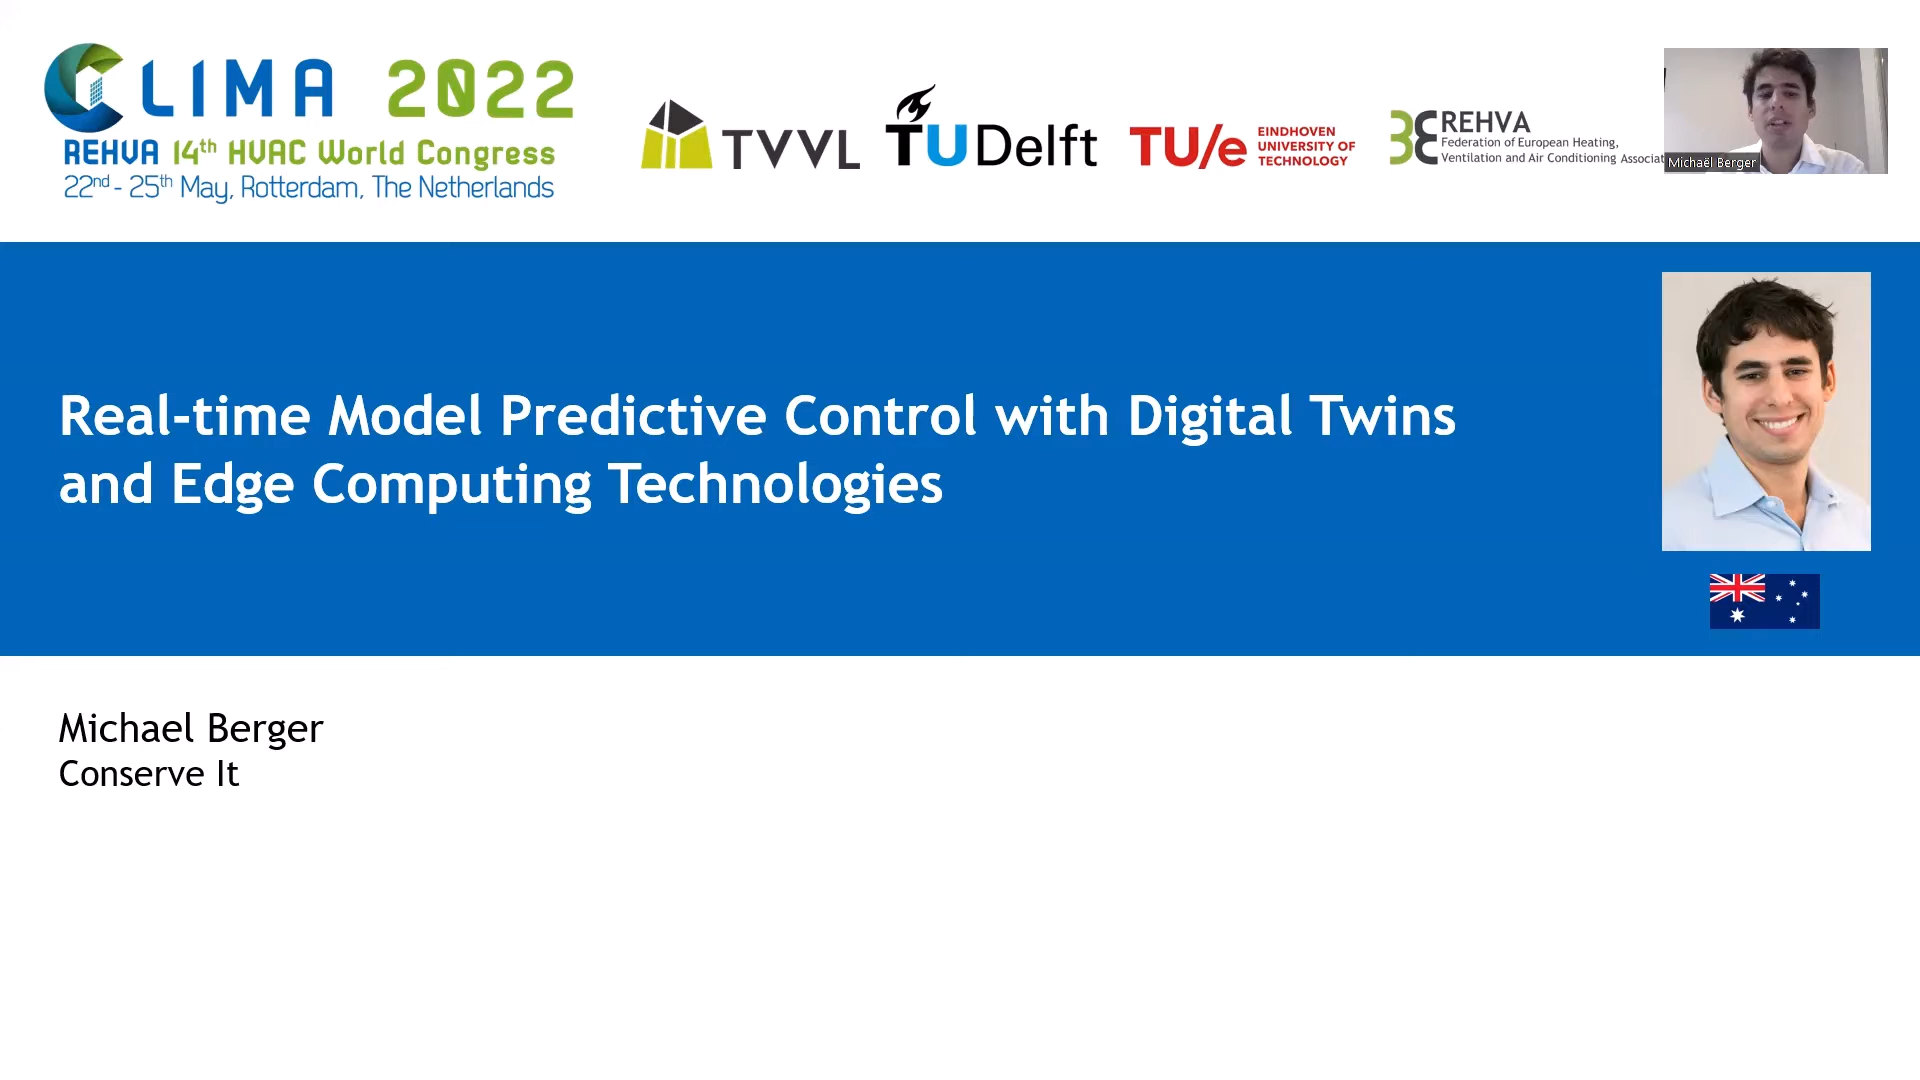 CLIMA 2022
REHVA 14th HVAC World Congress
22nd - 25th May, Rotterdam, The Netherlands
TVVL
TU Delft
TU/e
EINDHOVEN
UNIVERSITY OF
TECHNOLOGY
REHVA
Federation of European Heating,
Ventilation and Air Conditioning Associat
Michaël Berger
Real-time Model Predictive Control with Digital Twins
and Edge Computing Technologies
Michael Berger
Conserve It